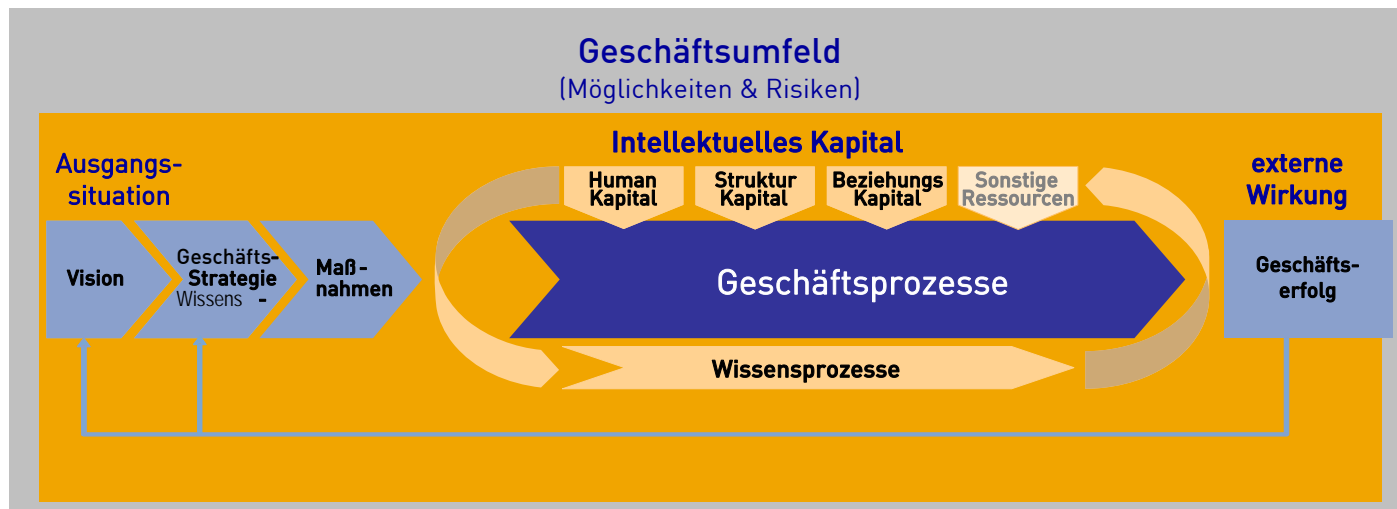 Geschäftsumfeld
(Möglichkeiten & Risiken)
Intellektuelles Kapital
Ausgangs-
situation
externe
Wirkung
Human
Kapital
Struktur
Kapital
Beziehungs
Kapital
Sonstige
Ressourcen
Vision
Geschäfts-
Strategie
Wissens -
Maß-
nahmen
Geschäftsprozesse
Geschäfts-
erfolg
Wissensprozesse